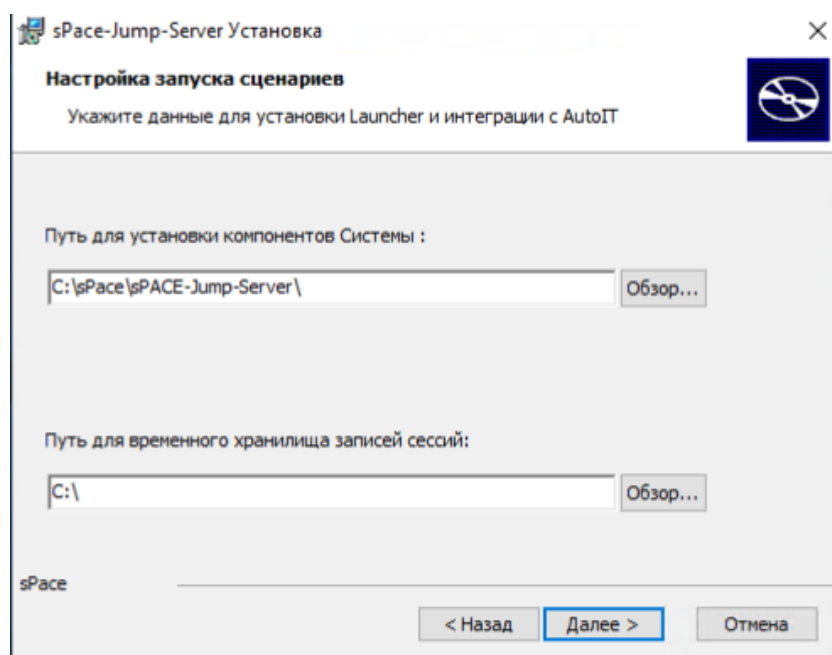 sPace-Jump-Server Установка
Настройка запуска сценариев
Укажите данные для установки Launcher и интеграции с AutoIT
Путь для установки компонентов Системы :
C:\sPace\sPACE-Jump-Server\
Обзор...
Путь для временного хранилища записей сессий:
C:\
Обзор...
sPace
< Назад
Далее >
Отмена